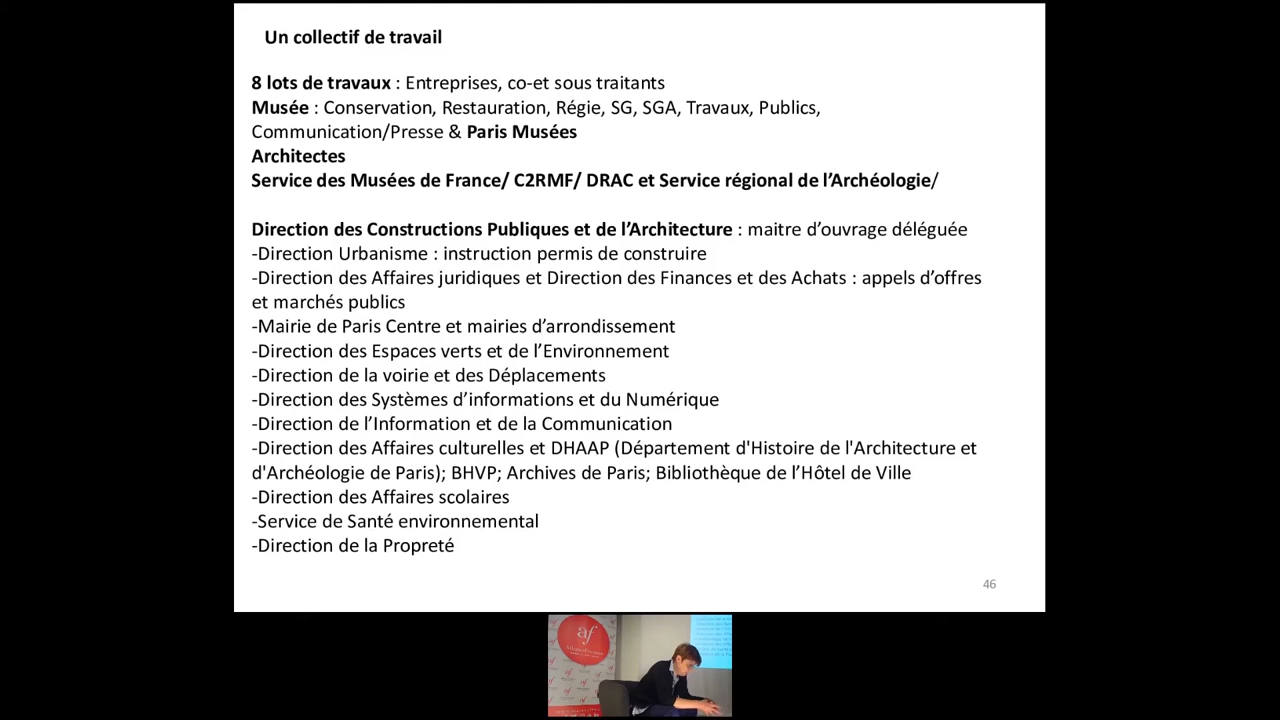 Un collectif de travail
8 lots de travaux : Entreprises, co-et sous traitants
Musée : Conservation, Restauration, Régie, SG, SGA, Travaux, Publics,
Communication/Presse & Paris Musées
Architectes
Service des Musées de France/ C2RMF/ DRAC et Service régional de l’Archéologie/
Direction des Constructions Publiques et de l’Architecture : maitre d’ouvrage déléguée
-Direction Urbanisme : instruction permis de construire
-Direction des Affaires juridiques et Direction des Finances et des Achats : appels d’offres
et marchés publics
-Mairie de Paris Centre et mairies d’arrondissement
-Direction des Espaces verts et de l’Environnement
-Direction de la voirie et des Déplacements
-Direction des Systèmes d’informations et du Numérique
-Direction de l’Information et de la Communication
-Direction des Affaires culturelles et DHAAP (Département d'Histoire de l'Architecture et
d'Archéologie de Paris); BHVP; Archives de Paris; Bibliothèque de l’Hôtel de Ville
-Direction des Affaires scolaires
-Service de Santé environnemental
-Direction de la Propreté
46
af